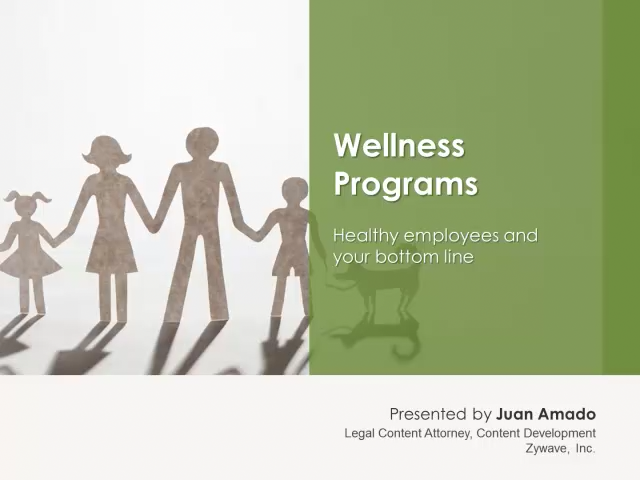 Wellness
Programs
Healthy employees and
your bottom line
Presented by Juan Amado
Legal Content Attorney, Content Development
Zywave, Inc.